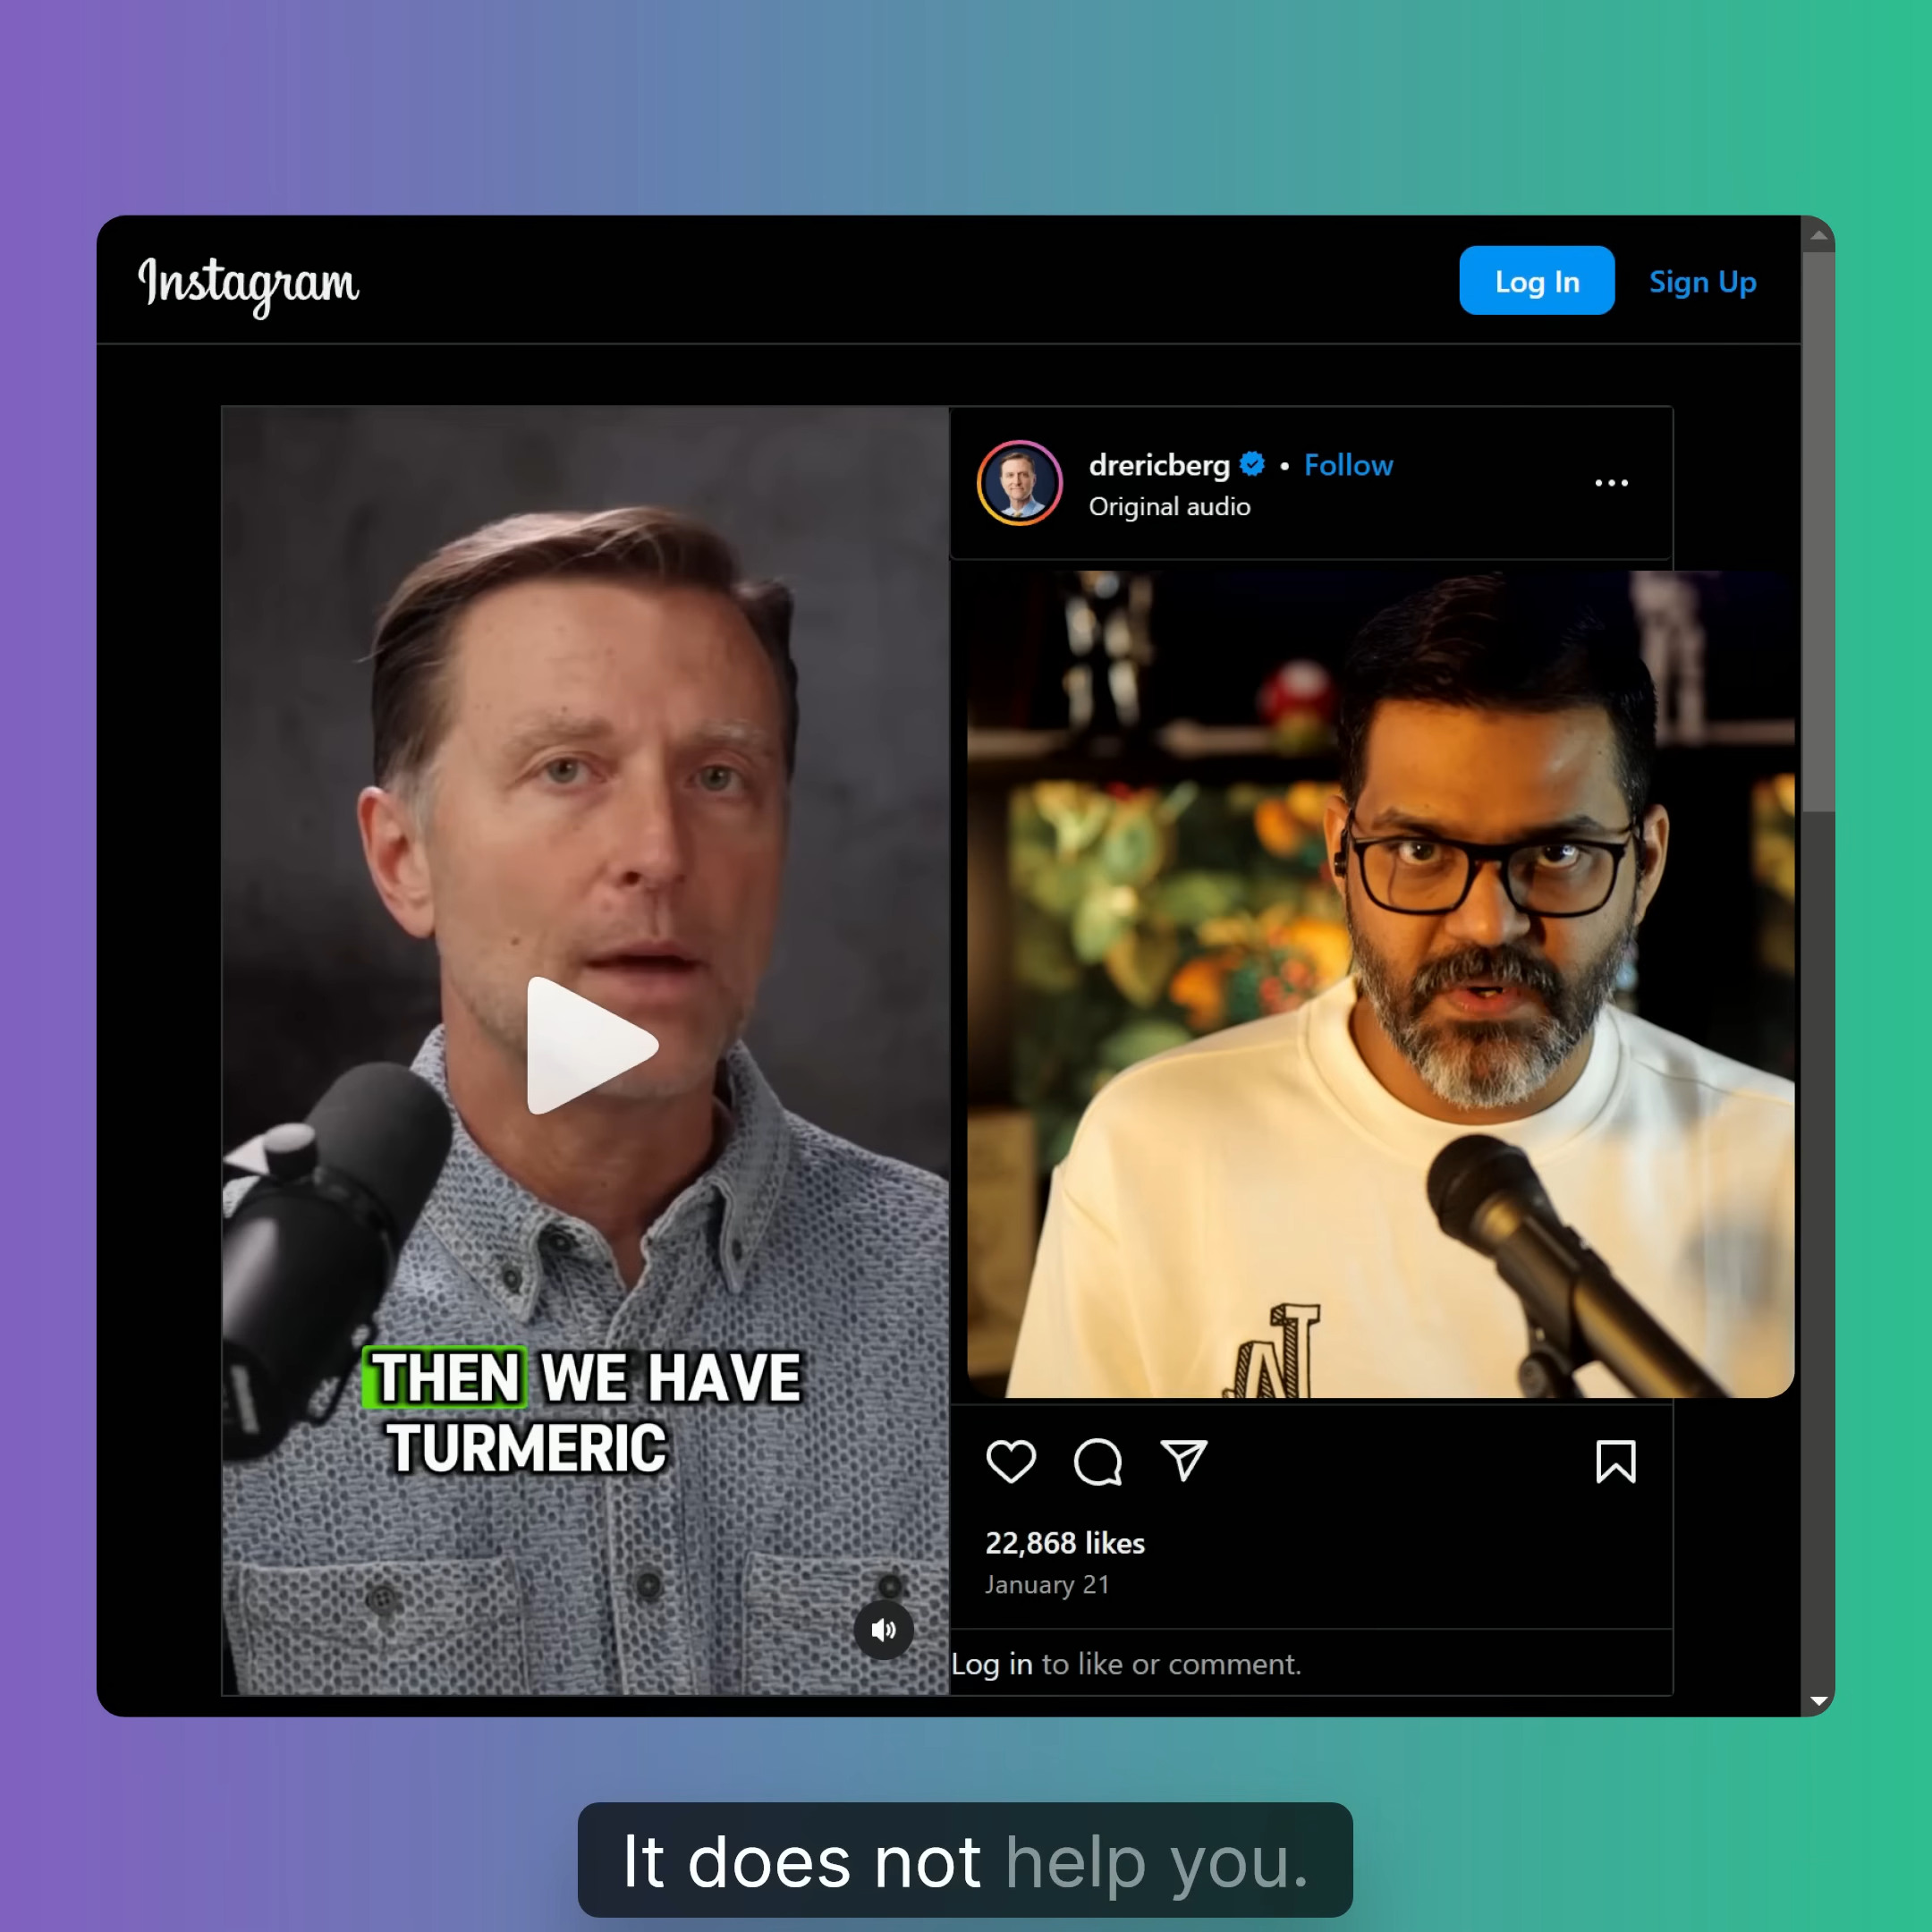 Instagram
Log In
Sign Up
drericberg • Follow
Original audio
THEN WE HAVE
TURMERIC
22,868 likes
January 21
Log in to like or comment.
It does not help you.